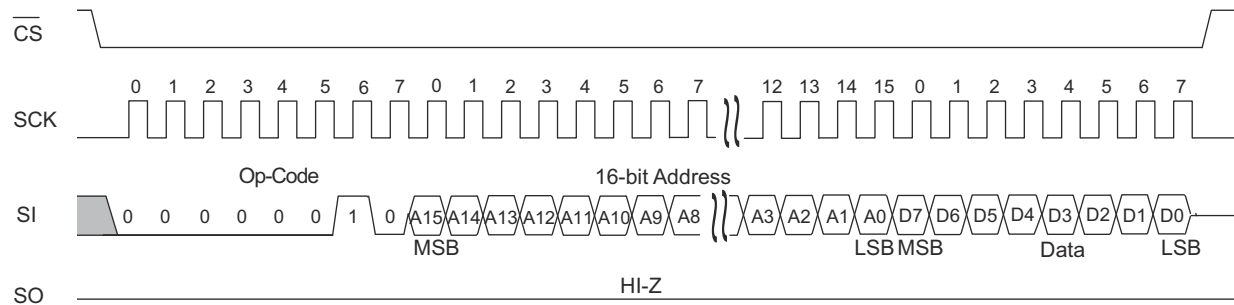 CS
0 1 2 3 4 5 6 7 0 1 2 3 4 5 6 7 12 13 14 15 0 1 2 3 4 5 6 7
SCK
Op-Code 16-bit Address
SI 0 0 0 0 0 0 1 0 A15 A14 A13 A12 A11 A10 A9 A8 A3 A2 A1 A0 D7 D6 D5 D4 D3 D2 D1 D0
MSB LSB MSB Data LSB
HI-Z
SO